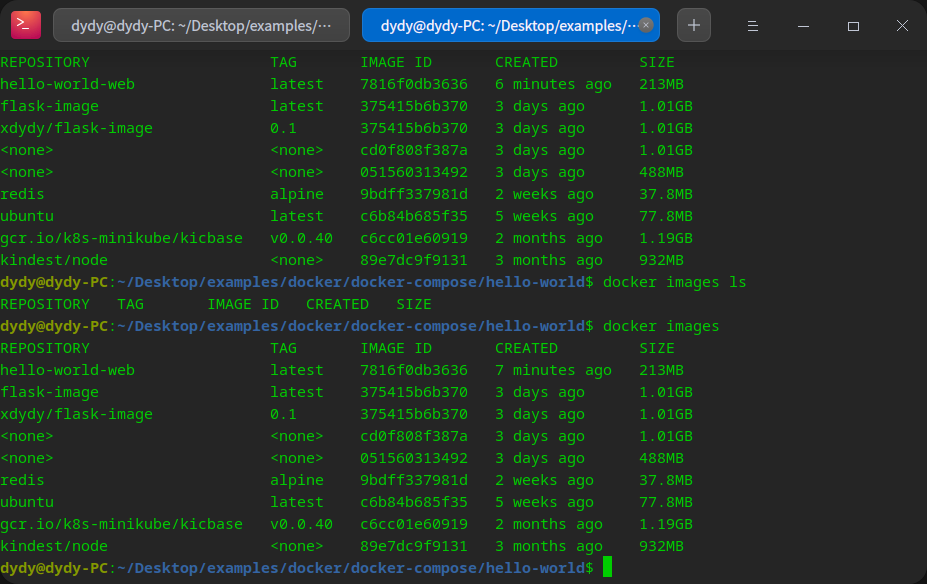 dydy@dydy-PC: ~/Desktop/examples/⋯
dydy@dydy-PC: ~/Desktop/examples/⋯
REPOSITORY                    TAG       IMAGE ID       CREATED         SIZE
hello-world-web               latest    7816f0db3636   6 minutes ago   213MB
flask-image                   latest    375415b6b370   3 days ago      1.01GB
xdydy/flask-image             0.1       375415b6b370   3 days ago      1.01GB
<none>                        <none>    cd0f808f387a   3 days ago      1.01GB
<none>                        <none>    051560313492   3 days ago      488MB
redis                         alpine    9bdff337981d   2 weeks ago     37.8MB
ubuntu                        latest    c6b84b685f35   5 weeks ago     77.8MB
gcr.io/k8s-minikube/kicbase   v0.0.40   c6cc01e60919   2 months ago    1.19GB
kindest/node                  <none>    89e7dc9f9131   3 months ago    932MB
dydy@dydy-PC:~/Desktop/examples/docker/docker-compose/hello-world$ docker images ls
REPOSITORY   TAG       IMAGE ID   CREATED   SIZE
dydy@dydy-PC:~/Desktop/examples/docker/docker-compose/hello-world$ docker images
REPOSITORY                    TAG       IMAGE ID       CREATED         SIZE
hello-world-web               latest    7816f0db3636   7 minutes ago   213MB
flask-image                   latest    375415b6b370   3 days ago      1.01GB
xdydy/flask-image             0.1       375415b6b370   3 days ago      1.01GB
<none>                        <none>    cd0f808f387a   3 days ago      1.01GB
<none>                        <none>    051560313492   3 days ago      488MB
redis                         alpine    9bdff337981d   2 weeks ago     37.8MB
ubuntu                        latest    c6b84b685f35   5 weeks ago     77.8MB
gcr.io/k8s-minikube/kicbase   v0.0.40   c6cc01e60919   2 months ago    1.19GB
kindest/node                  <none>    89e7dc9f9131   3 months ago    932MB
dydy@dydy-PC:~/Desktop/examples/docker/docker-compose/hello-world$